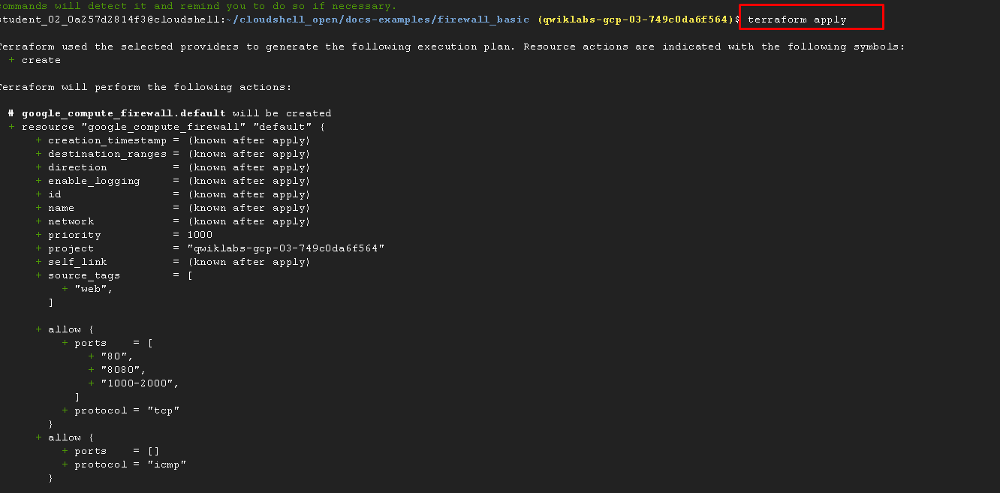 commands will detect it and remind you to do so if necessary.
student_02_0a257d2814f3@cloudshell:~/cloudshell_open/docs-examples/firewall_basic (qwiklabs-gcp-03-749c0da6f564)$ terraform apply
Terraform used the selected providers to generate the following execution plan. Resource actions are indicated with the following symbols:
  + create
Terraform will perform the following actions:
  # google_compute_firewall.default will be created
  + resource "google_compute_firewall" "default" {
      + creation_timestamp = (known after apply)
      + destination_ranges = (known after apply)
      + direction          = (known after apply)
      + enable_logging     = (known after apply)
      + id                 = (known after apply)
      + name               = (known after apply)
      + network            = (known after apply)
      + priority           = 1000
      + project            = "qwiklabs-gcp-03-749c0da6f564"
      + self_link          = (known after apply)
      + source_tags        = [
          + "web",
        ]
      + allow {
          + ports    = [
              + "80",
              + "8080",
              + "1000-2000",
            ]
          + protocol = "tcp"
        }
      + allow {
          + ports    = []
          + protocol = "icmp"
        }